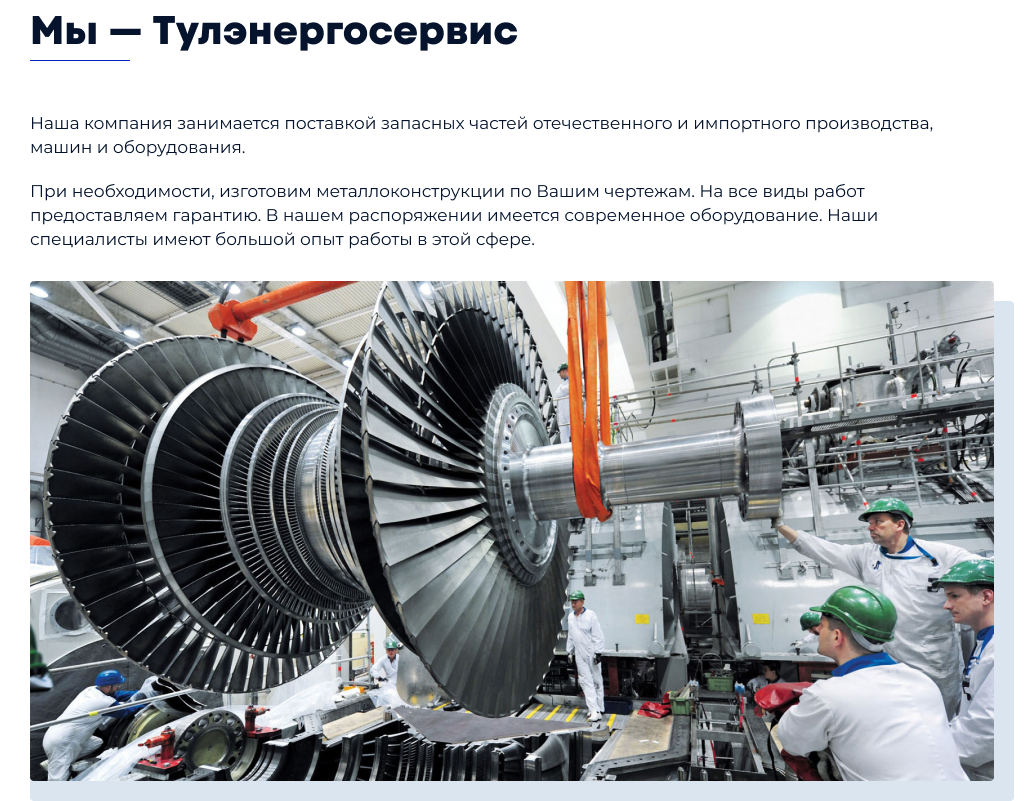 Мы — Тулэнергосервис
Наша компания занимается поставкой запасных частей отечественного и импортного производства,
машин и оборудования.
При необходимости, изготовим металлоконструкции по Вашим чертежам. На все виды работ
предоставляем гарантию. В нашем распоряжении имеется современное оборудование. Наши
специалисты имеют большой опыт работы в этой сфере.